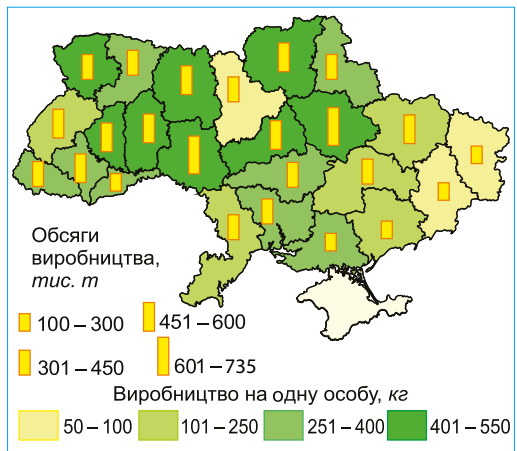 Обсяги
виробництва,
тис. т
100 – 300
451 – 600
301 – 450
601 – 735
Виробництво на одну особу, кг
50 – 100
101 – 250
251 – 400
401 – 550